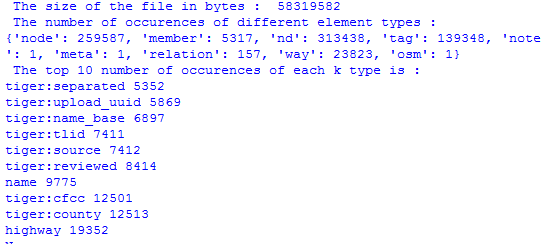 The size of the file in bytes :  58319582
The number of occurences of different element types :
{'node': 259587, 'member': 5317, 'nd': 313438, 'tag': 139348, 'note
': 1, 'meta': 1, 'relation': 157, 'way': 23823, 'osm': 1}
The top 10 number of occurences of each k type is :
tiger:separated 5352
tiger:upload_uuid 5869
tiger:name_base 6897
tiger:tlid 7411
tiger:source 7412
tiger:reviewed 8414
name 9775
tiger:cfcc 12501
tiger:county 12513
highway 19352